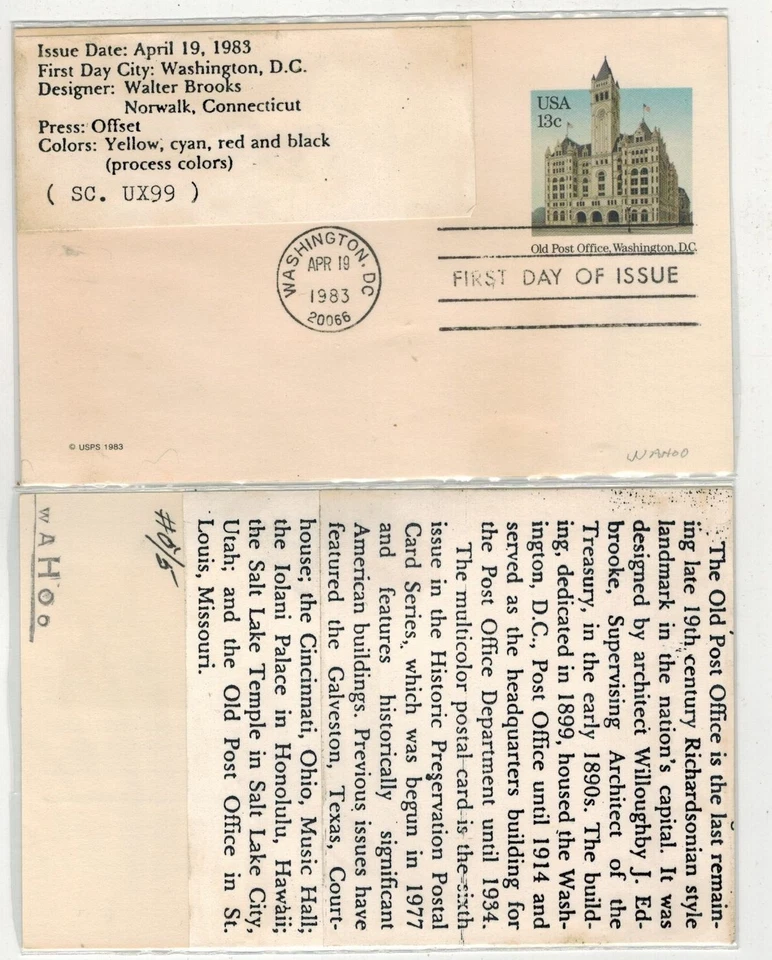 Issue Date: April 19, 1983
First Day City: Washington, D.C.
Designer: Walter Brooks
Norwalk, Connecticut
Press: Offset
Colors: Yellow, cyan, red and black
(process colors)
( SC. UX99 )
USA
13c
Old Post Office, Washington, D.C.
WASHINGTON, DC
APR 19
1983
20066
FIRST DAY OF ISSUE
© USPS 1983
WAHOO
The Old Post Office is the last remain-
ing late 19th century Richardsonian style
landmark in the nation's capital. It was
designed by architect Willoughby J. Ed-
brooke, Supervising Architect of the
Treasury, in the early 1890s. The build-
ing, dedicated in 1899, housed the Wash-
ington, D.C., Post Office until 1914 and
served as the headquarters building for
the Post Office Department until 1934.
The multicolor postal card is the sixth
issue in the Historic Preservation Postal
Card Series, which was begun in 1977
and features historically significant
American buildings. Previous issues have
featured the Galveston, Texas, Court-
house; the Cincinnati, Ohio, Music Hall;
the Iolani Palace in Honolulu, Hawaii;
the Salt Lake Temple in Salt Lake City,
Utah; and the Old Post Office in St.
Louis, Missouri.
WAHOO